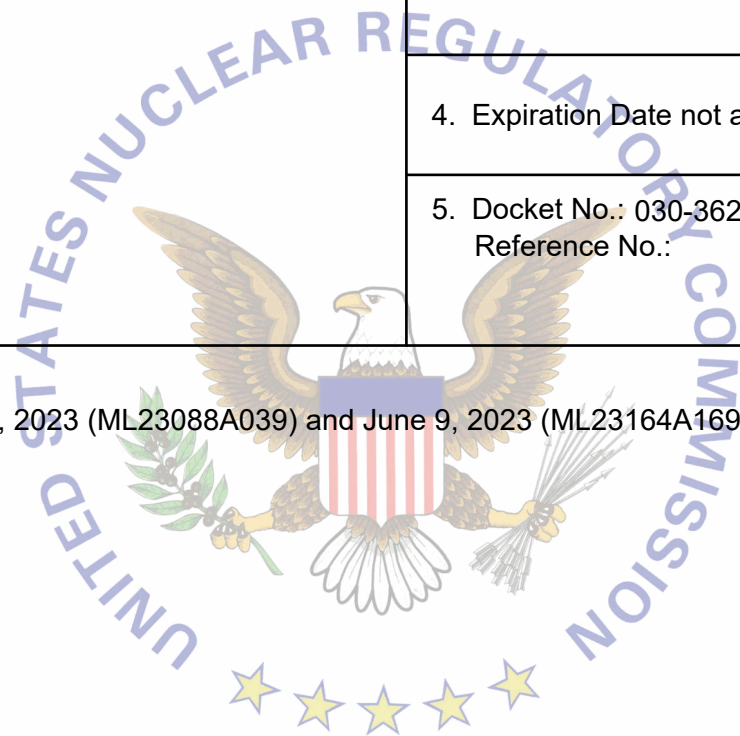 UNITED STATES NUCLEAR REGULATORY COMMISSION
4. Expiration Date not a
5. Docket No.: 030-362
Reference No.:
, 2023 (ML23088A039) and June 9, 2023 (ML23164A169